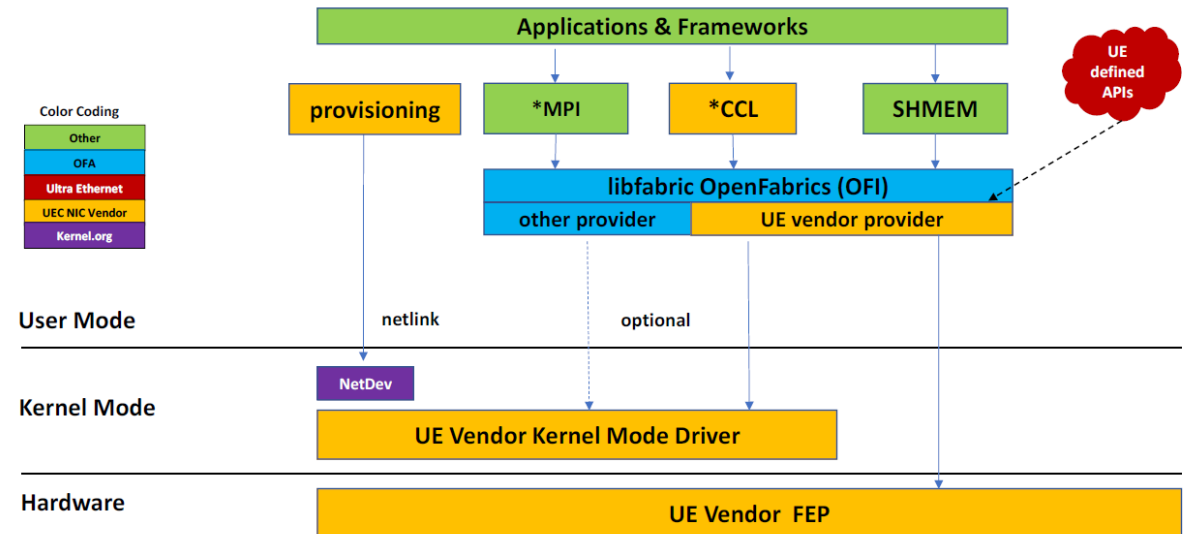 Applications & Frameworks
UE
defined
APIs
Color Coding
Other
OFA
Ultra Ethernet
UEC NIC Vendor
Kernel.org
provisioning
*MPI
*CCL
SHMEM
libfabric OpenFabrics (OFI)
other provider
UE vendor provider
User Mode
netlink
optional
NetDev
Kernel Mode
UE Vendor Kernel Mode Driver
Hardware
UE Vendor FEP